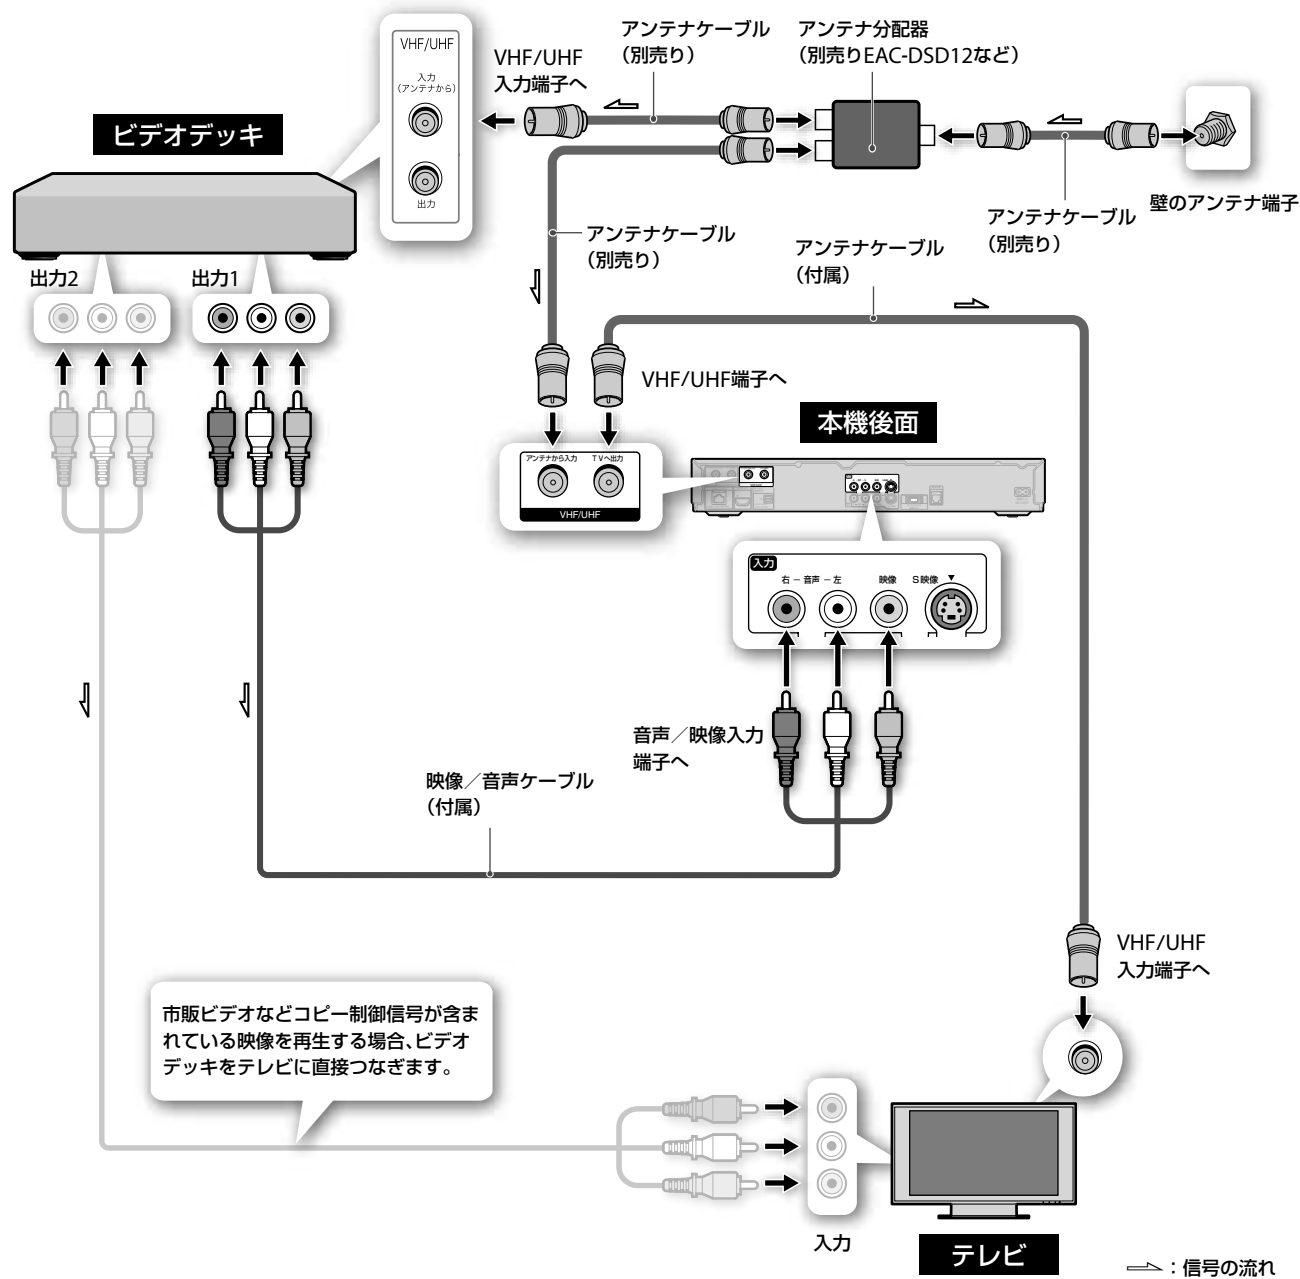 VHF/UHF
入力
（アンテナから）
出力
VHF/UHF
入力端子へ
アンテナケーブル
（別売り）
アンテナ分配器
（別売りEAC-DSD12など）
ビデオデッキ
壁のアンテナ端子
アンテナケーブル
（別売り）
アンテナケーブル
（別売り）
アンテナケーブル
（付属）
出力2
出力1
VHF/UHF端子へ
本機後面
アンテナから入力
TVへ出力
VHF/UHF
入力
右 － 音声 － 左
映像
S映像
音声／映像入力
端子へ
映像／音声ケーブル
（付属）
VHF/UHF
入力端子へ
市販ビデオなどコピー制御信号が含ま
れている映像を再生する場合、ビデオ
デッキをテレビに直接つなぎます。
入力
テレビ
：信号の流れ